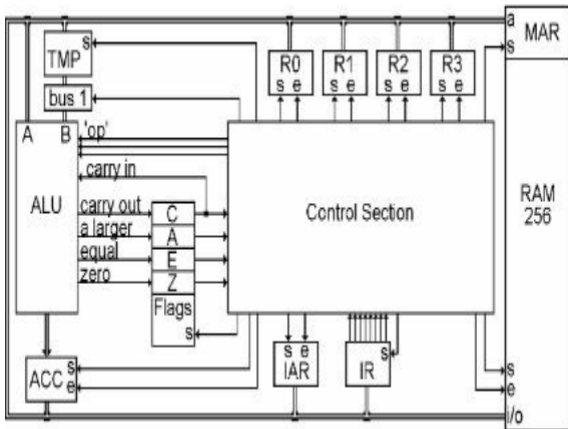 a
MAR
s
TMP
s
R0
R1
R2
R3
s e
s e
s e
s e
bus 1
A
B
'op'
carry in
ALU
carry out
C
a larger
A
equal
E
zero
Z
Flags
s
Control Section
RAM
256
ACC
s
e
s e
IAR
s
IR
s
e
i/o